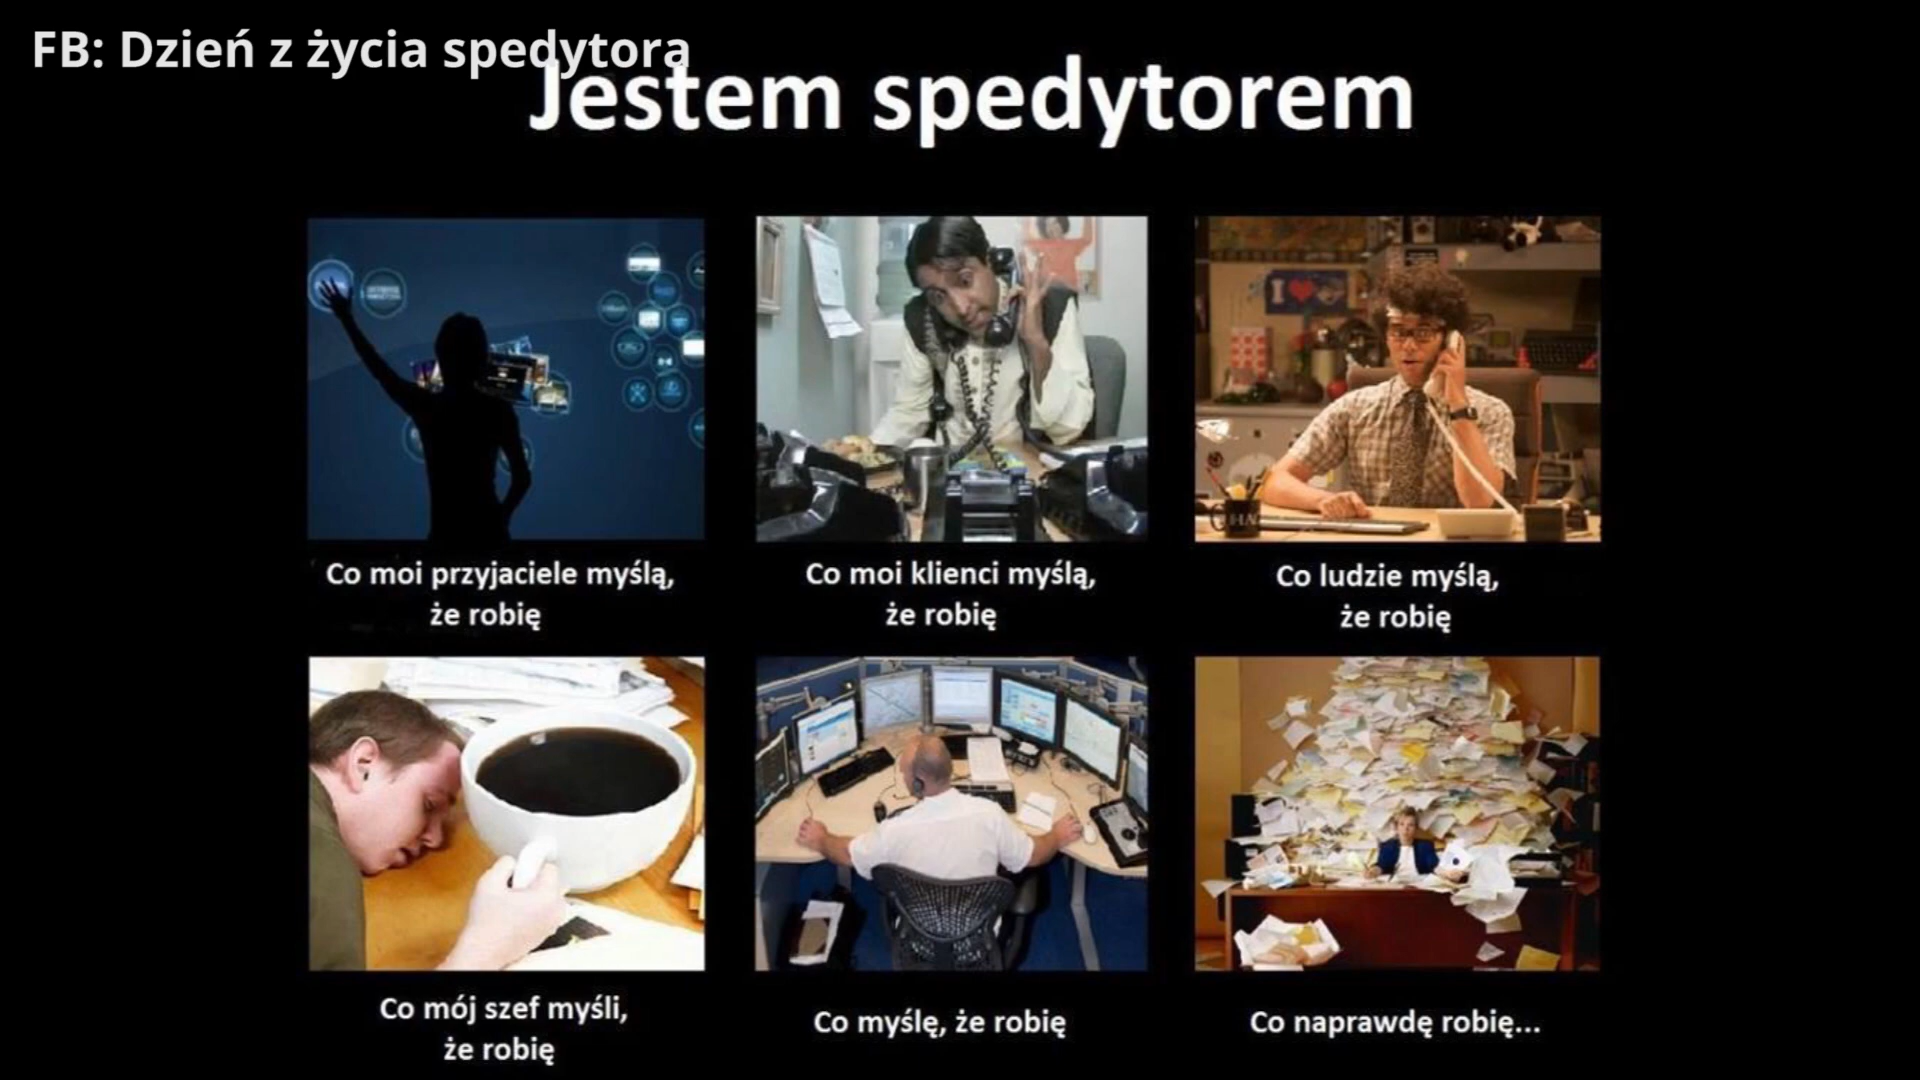 FB: Dzień z życia spedytora
Jestem spedytorem
I ❤
Co moi przyjaciele myślą,
że robię
Co moi klienci myślą,
że robię
Co ludzie myślą,
że robię
Co mój szef myśli,
że robię
Co myślę, że robię
Co naprawdę robię...